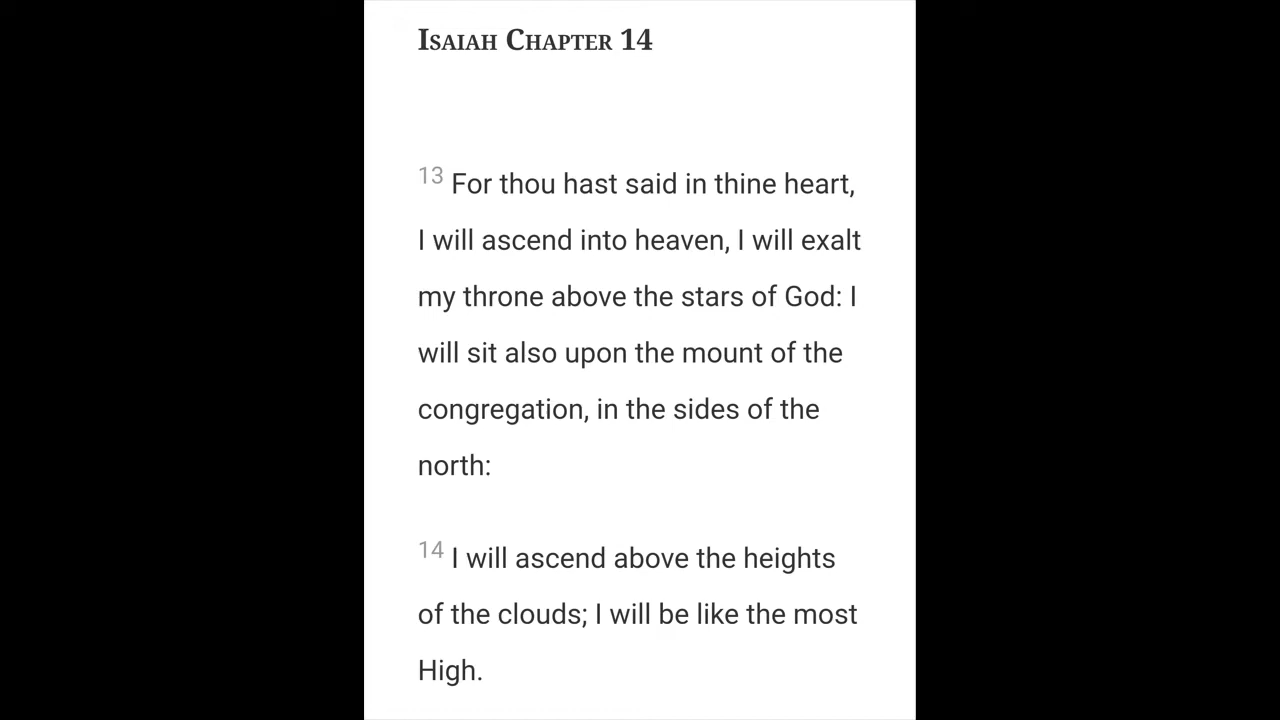 Isaiah Chapter 14
13 For thou hast said in thine heart,
I will ascend into heaven, I will exalt
my throne above the stars of God: I
will sit also upon the mount of the
congregation, in the sides of the
north:
14 I will ascend above the heights
of the clouds; I will be like the most
High.